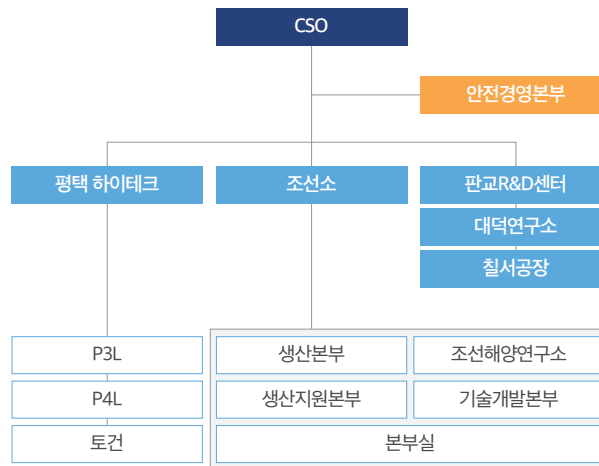 CSO
안전경영본부
평택 하이테크
조선소
판교R&D센터
대덕연구소
칠서공장
P3L
생산본부
조선해양연구소
P4L
생산지원본부
기술개발본부
토건
본부실